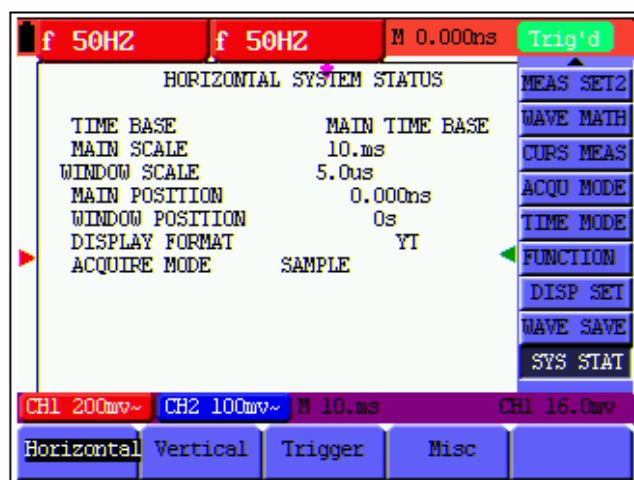 f 50HZ f 50HZ M 0.000ns Trig'd
HORIZONTAL SYSTEM STATUS
TIME BASE MAIN TIME BASE
MAIN SCALE 10.ms
WINDOW SCALE 5.0us
MAIN POSITION 0.000ns
WINDOW POSITION 0s
DISPLAY FORMAT YT
ACQUIRE MODE SAMPLE
MEAS SET2
WAVE MATH
CURS MEAS
ACQU MODE
TIME MODE
FUNCTION
DISP SET
WAVE SAVE
SYS STAT
CH1 200mv~ CH2 100mv~ M 10.ms CH1 16.0mv
Horizontal Vertical Trigger Misc